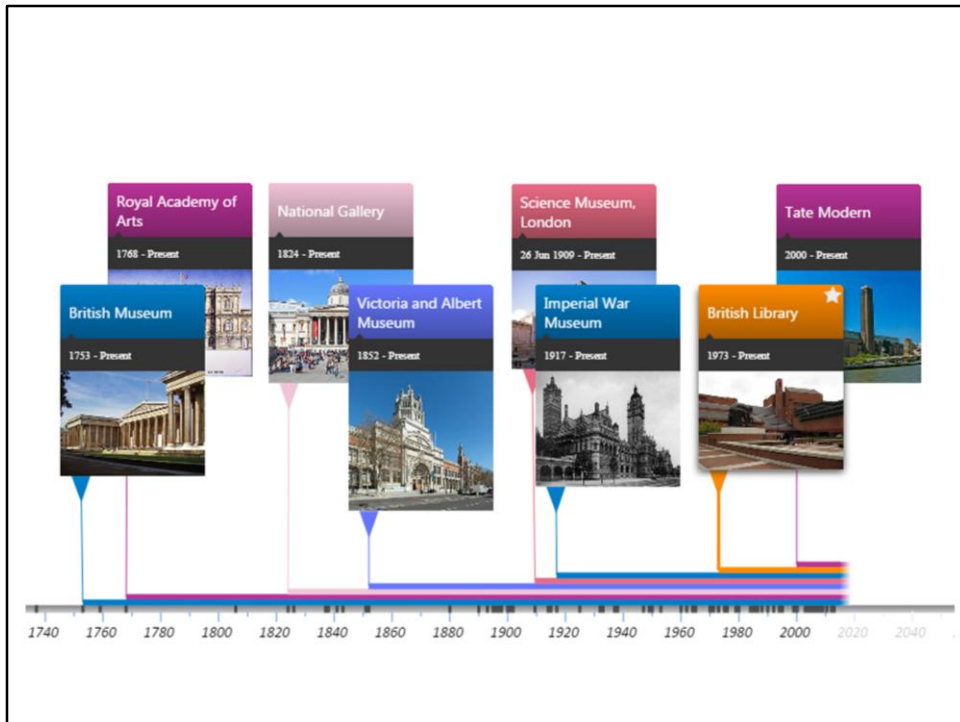 Royal Academy of
Arts
1768 - Present
National Gallery
1824 - Present
Science Museum,
London
26 Jun 1909 - Present
Tate Modern
2000 - Present
British Museum
1753 - Present
Victoria and Albert
Museum
1852 - Present
Imperial War
Museum
1917 - Present
British Library
1973 - Present
1740 1760 1780 1800 1820 1840 1860 1880 1900 1920 1940 1960 1980 2000 2020 2040